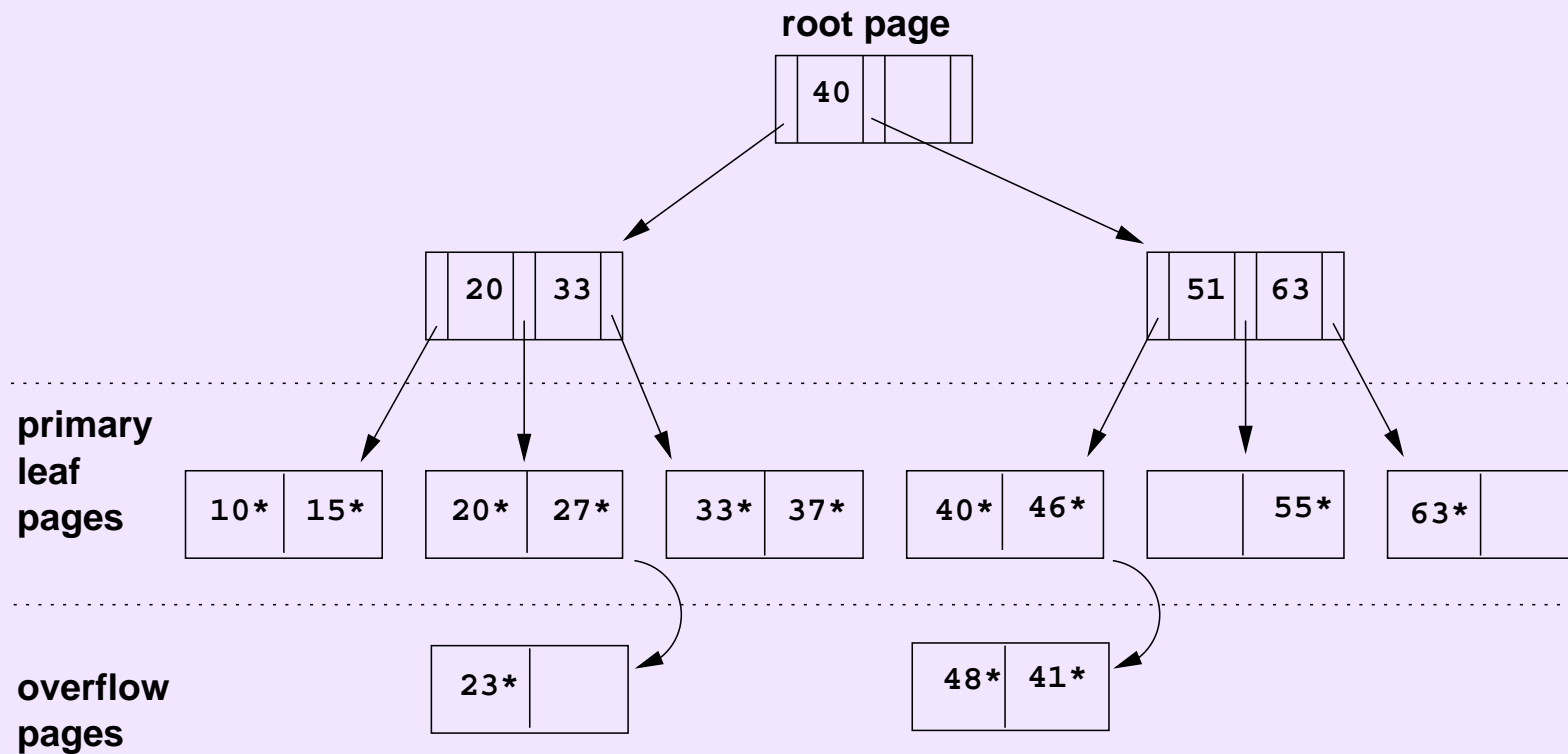 root page
40
20 33
51 63
primary
leaf
pages
10* 15*
20* 27*
33* 37*
40* 46*
55*
63*
overflow
pages
23*
48* 41*